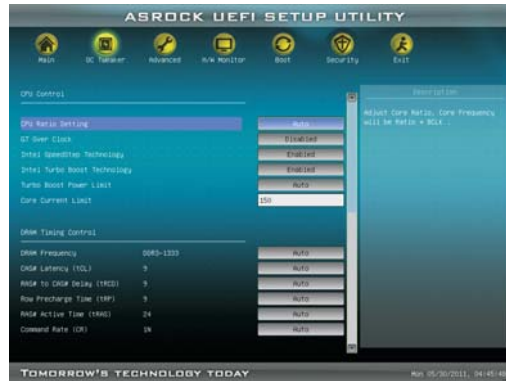 ASROCK UEFI SETUP UTILITY
Main OC Tweaker Advanced H/W Monitor Boot Security Exit
CPU Control
Description
CPU Ratio Setting Auto
Adjust Core Ratio. Core Frequency
will be Ratio * BCLK.
GT Over Clock Disabled
Intel SpeedStep Technology Enabled
Intel Turbo Boost Technology Enabled
Turbo Boost Power Limit Auto
Core Current Limit 150
DRAM Timing Control
DRAM Frequency DDR3-1333 Auto
CAS# Latency (tCL) 9 Auto
RAS# to CAS# Delay (tRCD) 9 Auto
Row Precharge Time (tRP) 9 Auto
RAS# Active Time (tRAS) 24 Auto
Command Rate (CR) 1N Auto
TOMORROW'S TECHNOLOGY TODAY
Mon 05/30/2011, 04:45:48